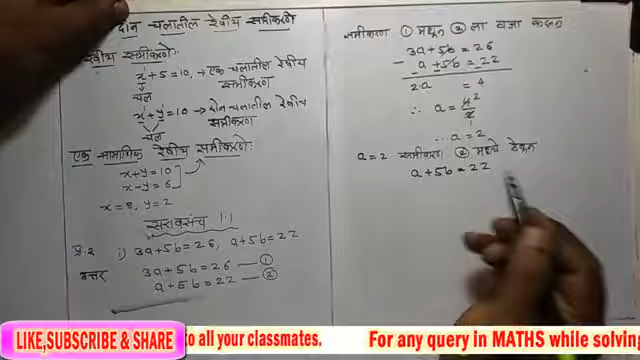 दोन चलातील रेषीय समीकरणे
रेषीय समीकरणे:-
x + 5 = 10, → एक चलातील रेषीय
समीकरण
चल
x + y = 10 → दोन चलातील रेषीय
समीकरण
चल
एक सामायिक रेषीय समीकरणे:
x+y=10
x-y=6
x = 8, y = 2
सरावसंच 1.1
प्र.२ i) 3a+5b=26, a+5b=22
उत्तर 3a+5b=26 — ①
a+5b=22 — ②
समीकरण ① मधून ② ला वजा करून
3a+5b = 26
- a + 5b = 22
- - -
2a = 4
∴ a = 4/2
2
1
∴ a = 2
a = 2 समीकरण ② मध्ये ठेवून
a + 5b = 22
LIKE,SUBSCRIBE & SHARE to all your classmates. For any query in MATHS while solving